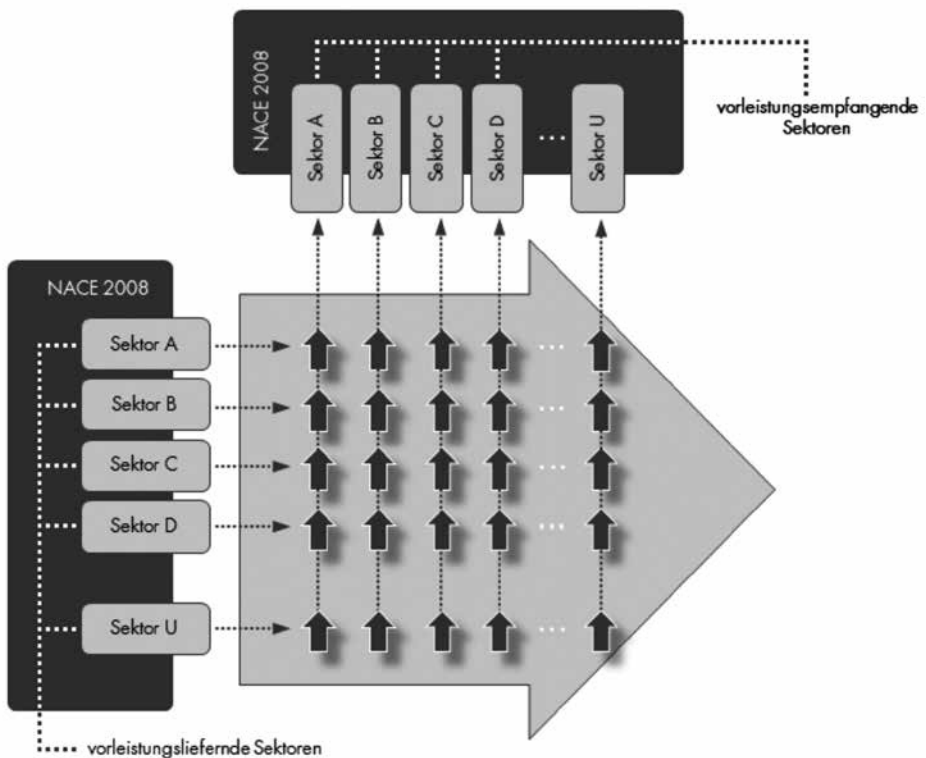 NACE 2008
Sektor A
Sektor B
Sektor C
Sektor D
...
Sektor U
vorleistungsempfangende
Sektoren
NACE 2008
Sektor A
Sektor B
Sektor C
Sektor D
Sektor U
...
...
...
...
...
vorleistungsliefernde Sektoren